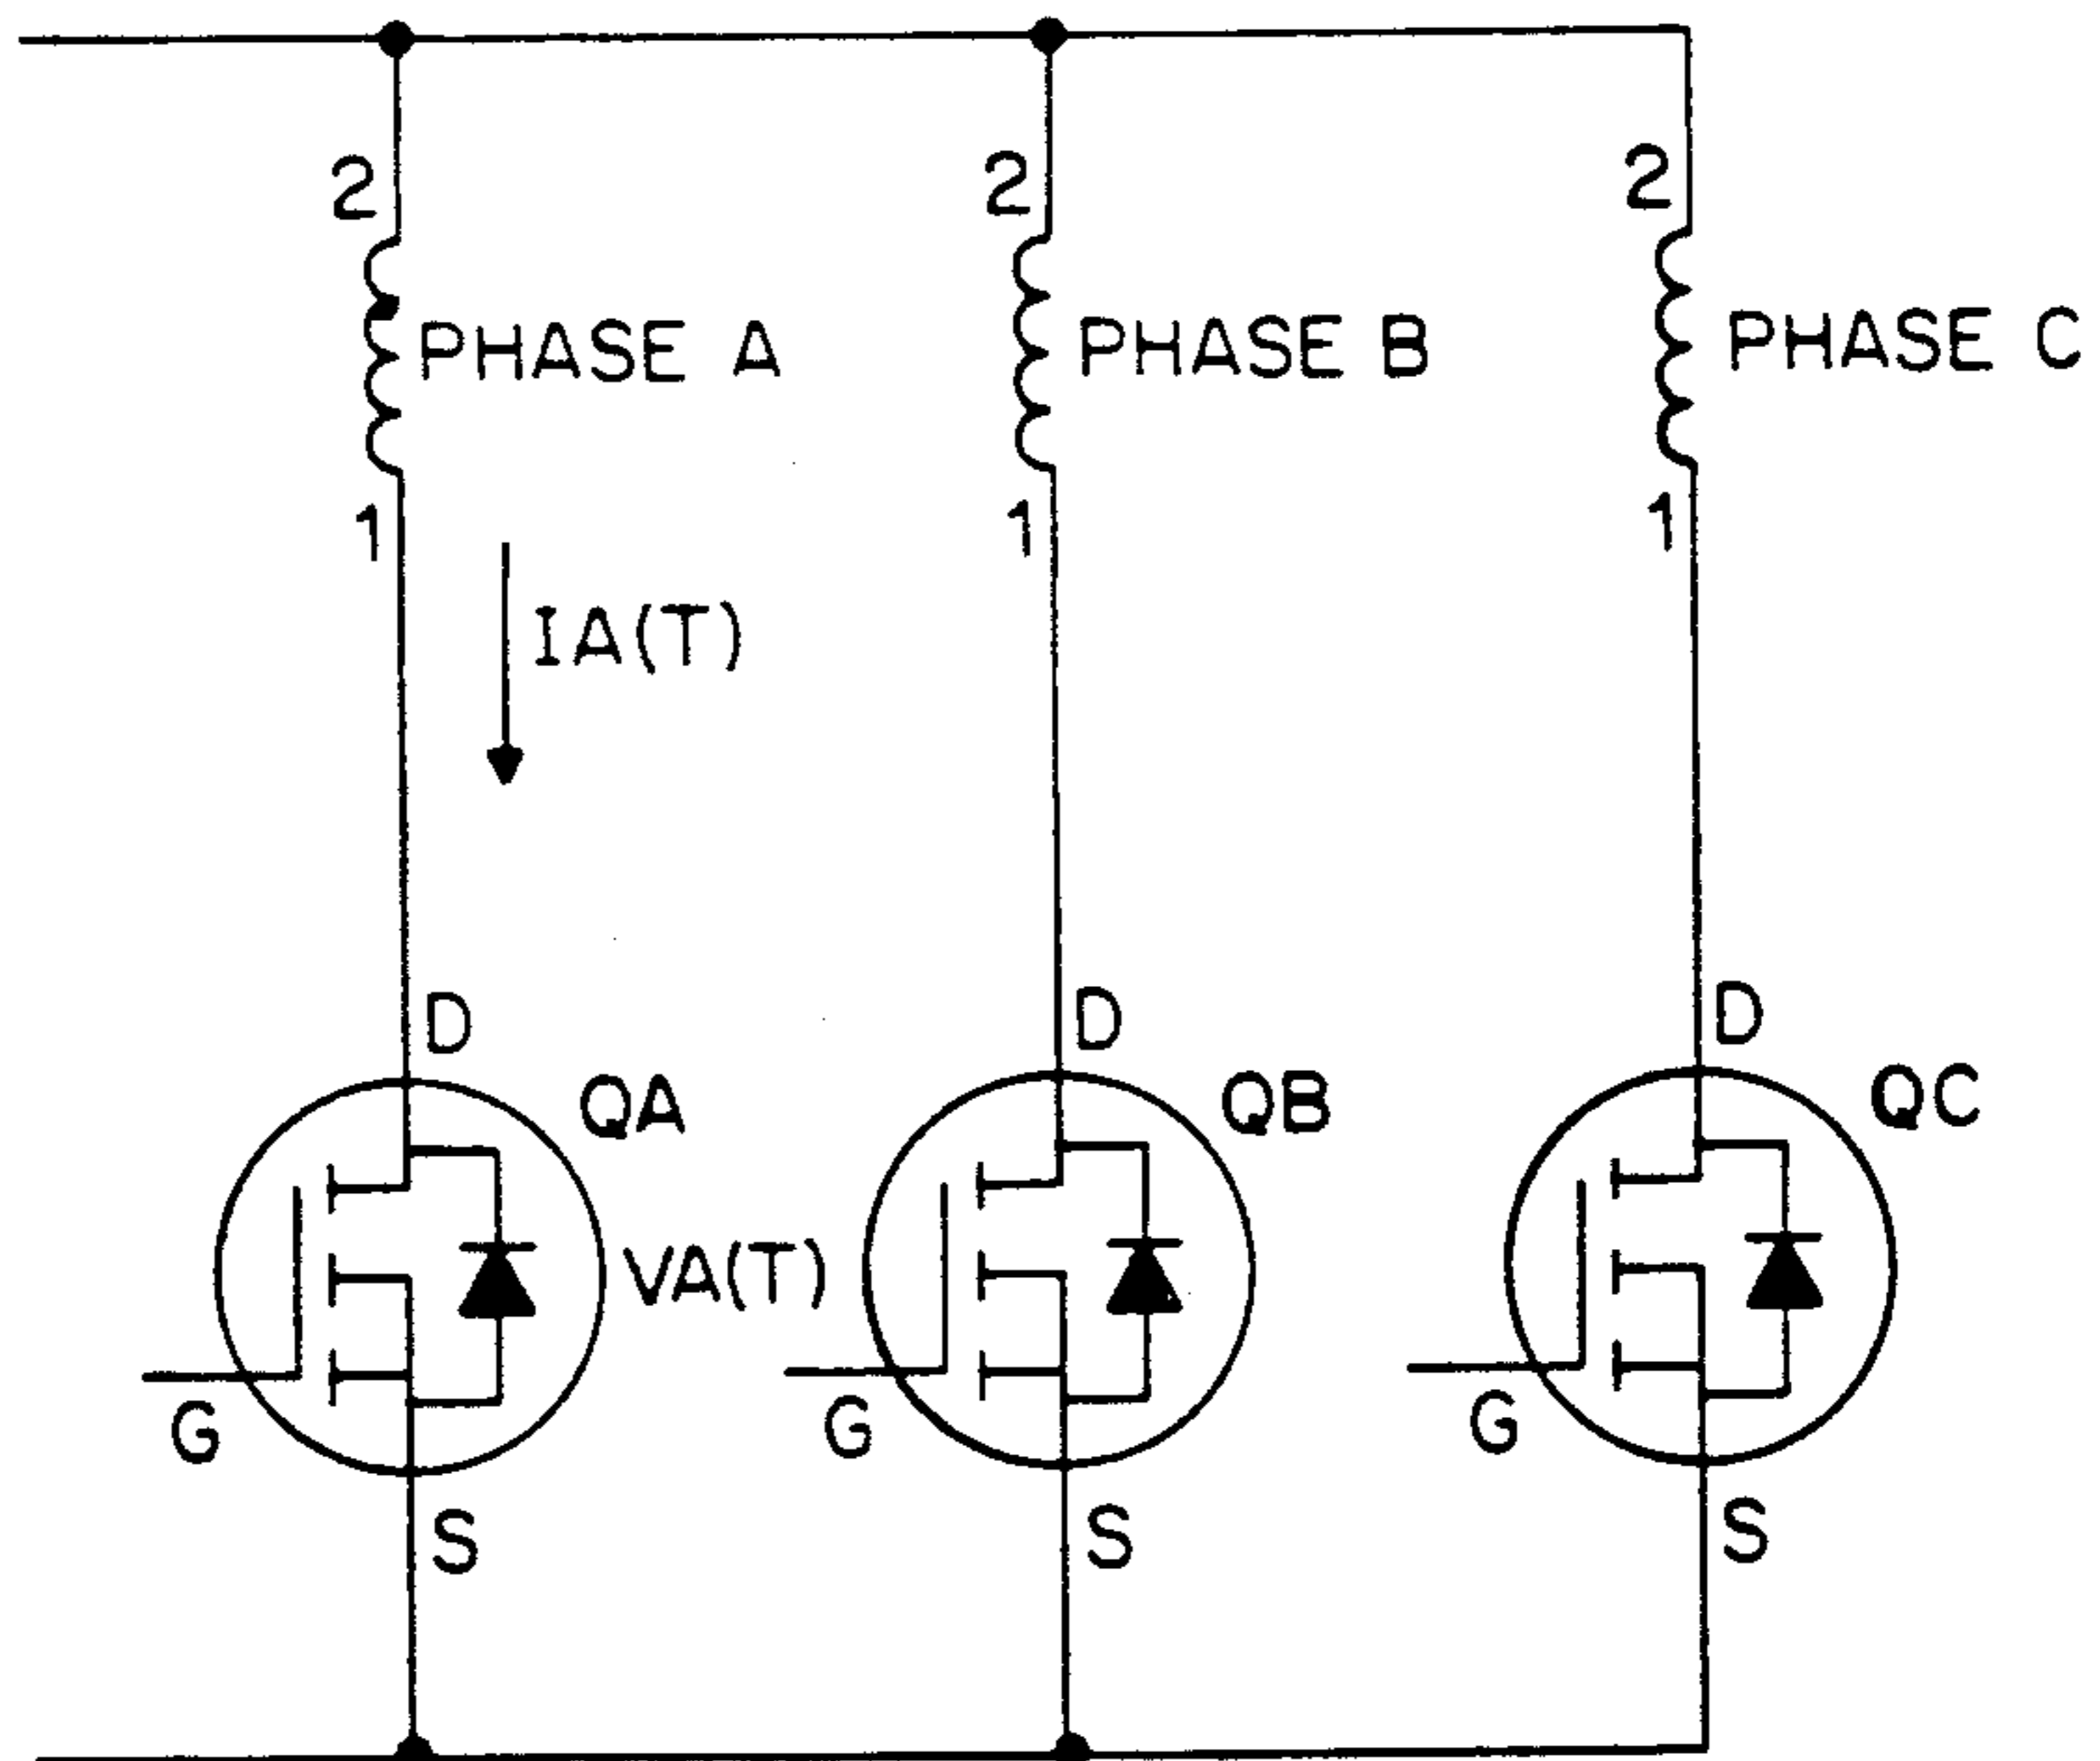 2 2 2
PHASE A PHASE B PHASE C
1 1 1
IA(T)
D D D
QA QB QC
VA(T)
G G G
S S S